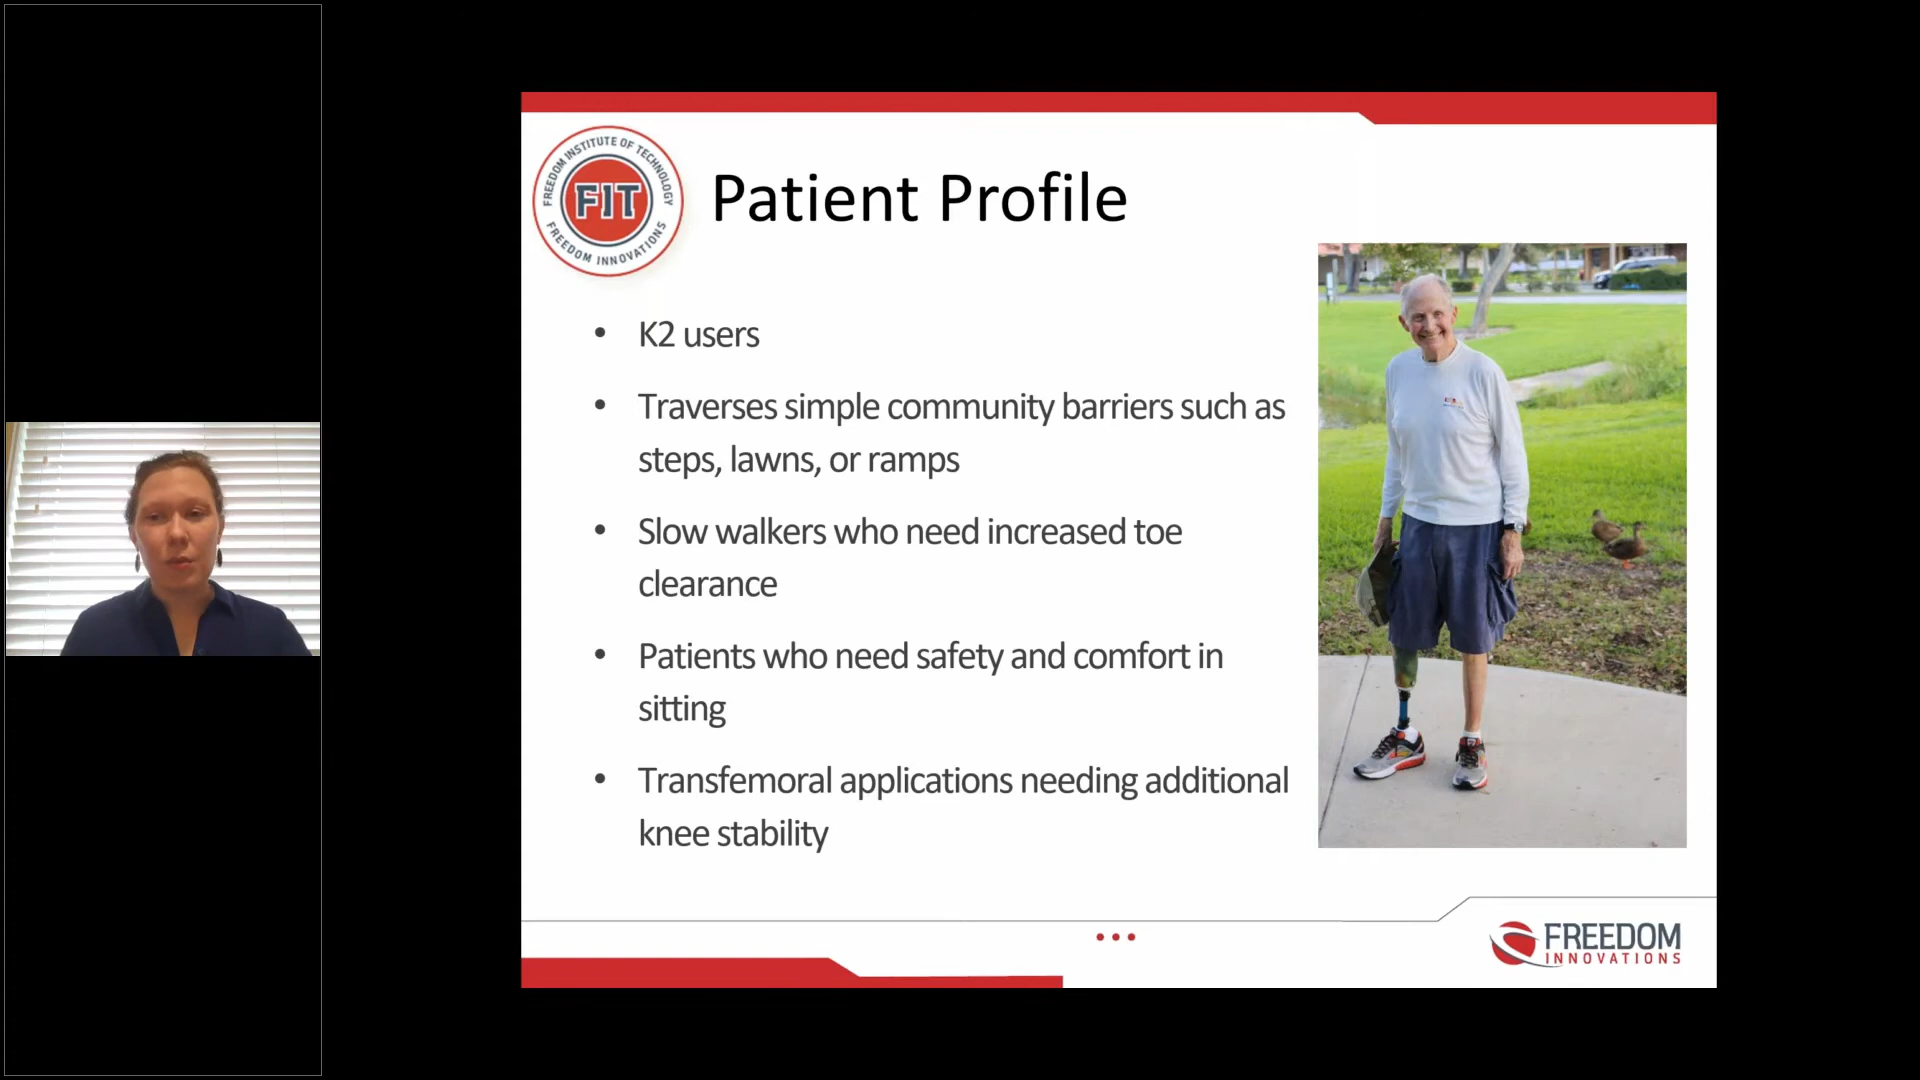 FREEDOM INSTITUTE OF TECHNOLOGY
FIT
FREEDOM INNOVATIONS
Patient Profile
• K2 users
• Traverses simple community barriers such as
steps, lawns, or ramps
• Slow walkers who need increased toe
clearance
• Patients who need safety and comfort in
sitting
• Transfemoral applications needing additional
knee stability
FREEDOM
INNOVATIONS